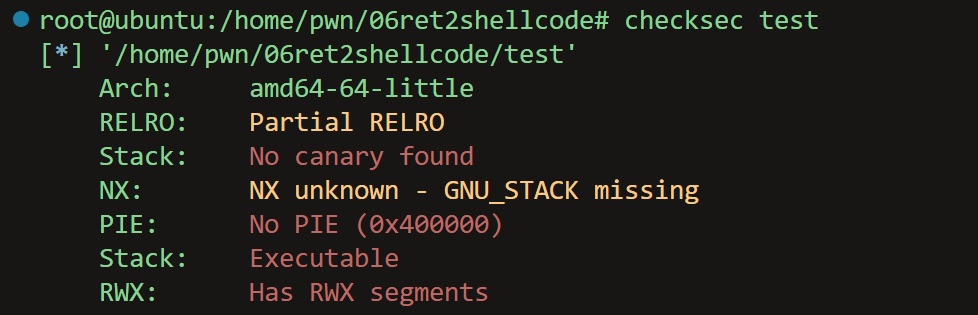 root@ubuntu:/home/pwn/06ret2shellcode# checksec test
[*] '/home/pwn/06ret2shellcode/test'
    Arch:     amd64-64-little
    RELRO:    Partial RELRO
    Stack:    No canary found
    NX:       NX unknown - GNU_STACK missing
    PIE:      No PIE (0x400000)
    Stack:    Executable
    RWX:      Has RWX segments